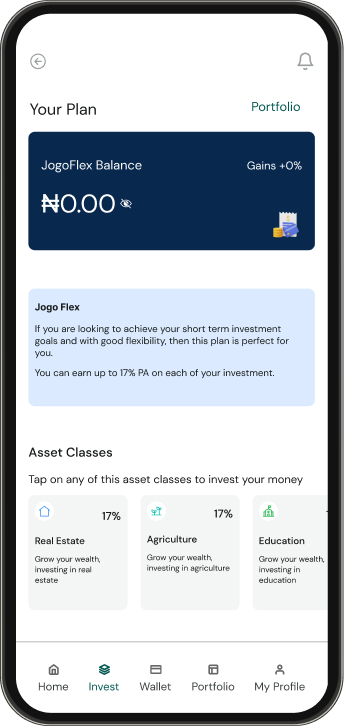 Your Plan
Portfolio
JogoFlex Balance
Gains +0%
₦0.00
Jogo Flex
If you are looking to achieve your short term investment
goals and with good flexibility, then this plan is perfect for
you.
You can earn up to 17% PA on each of your investment.
Asset Classes
Tap on any of this asset classes to invest your money
17%
Real Estate
Grow your wealth,
investing in real
estate
17%
Agriculture
Grow your wealth,
investing in agriculture
Education
Grow your wealth,
investing in
education
Home
Invest
Wallet
Portfolio
My Profile